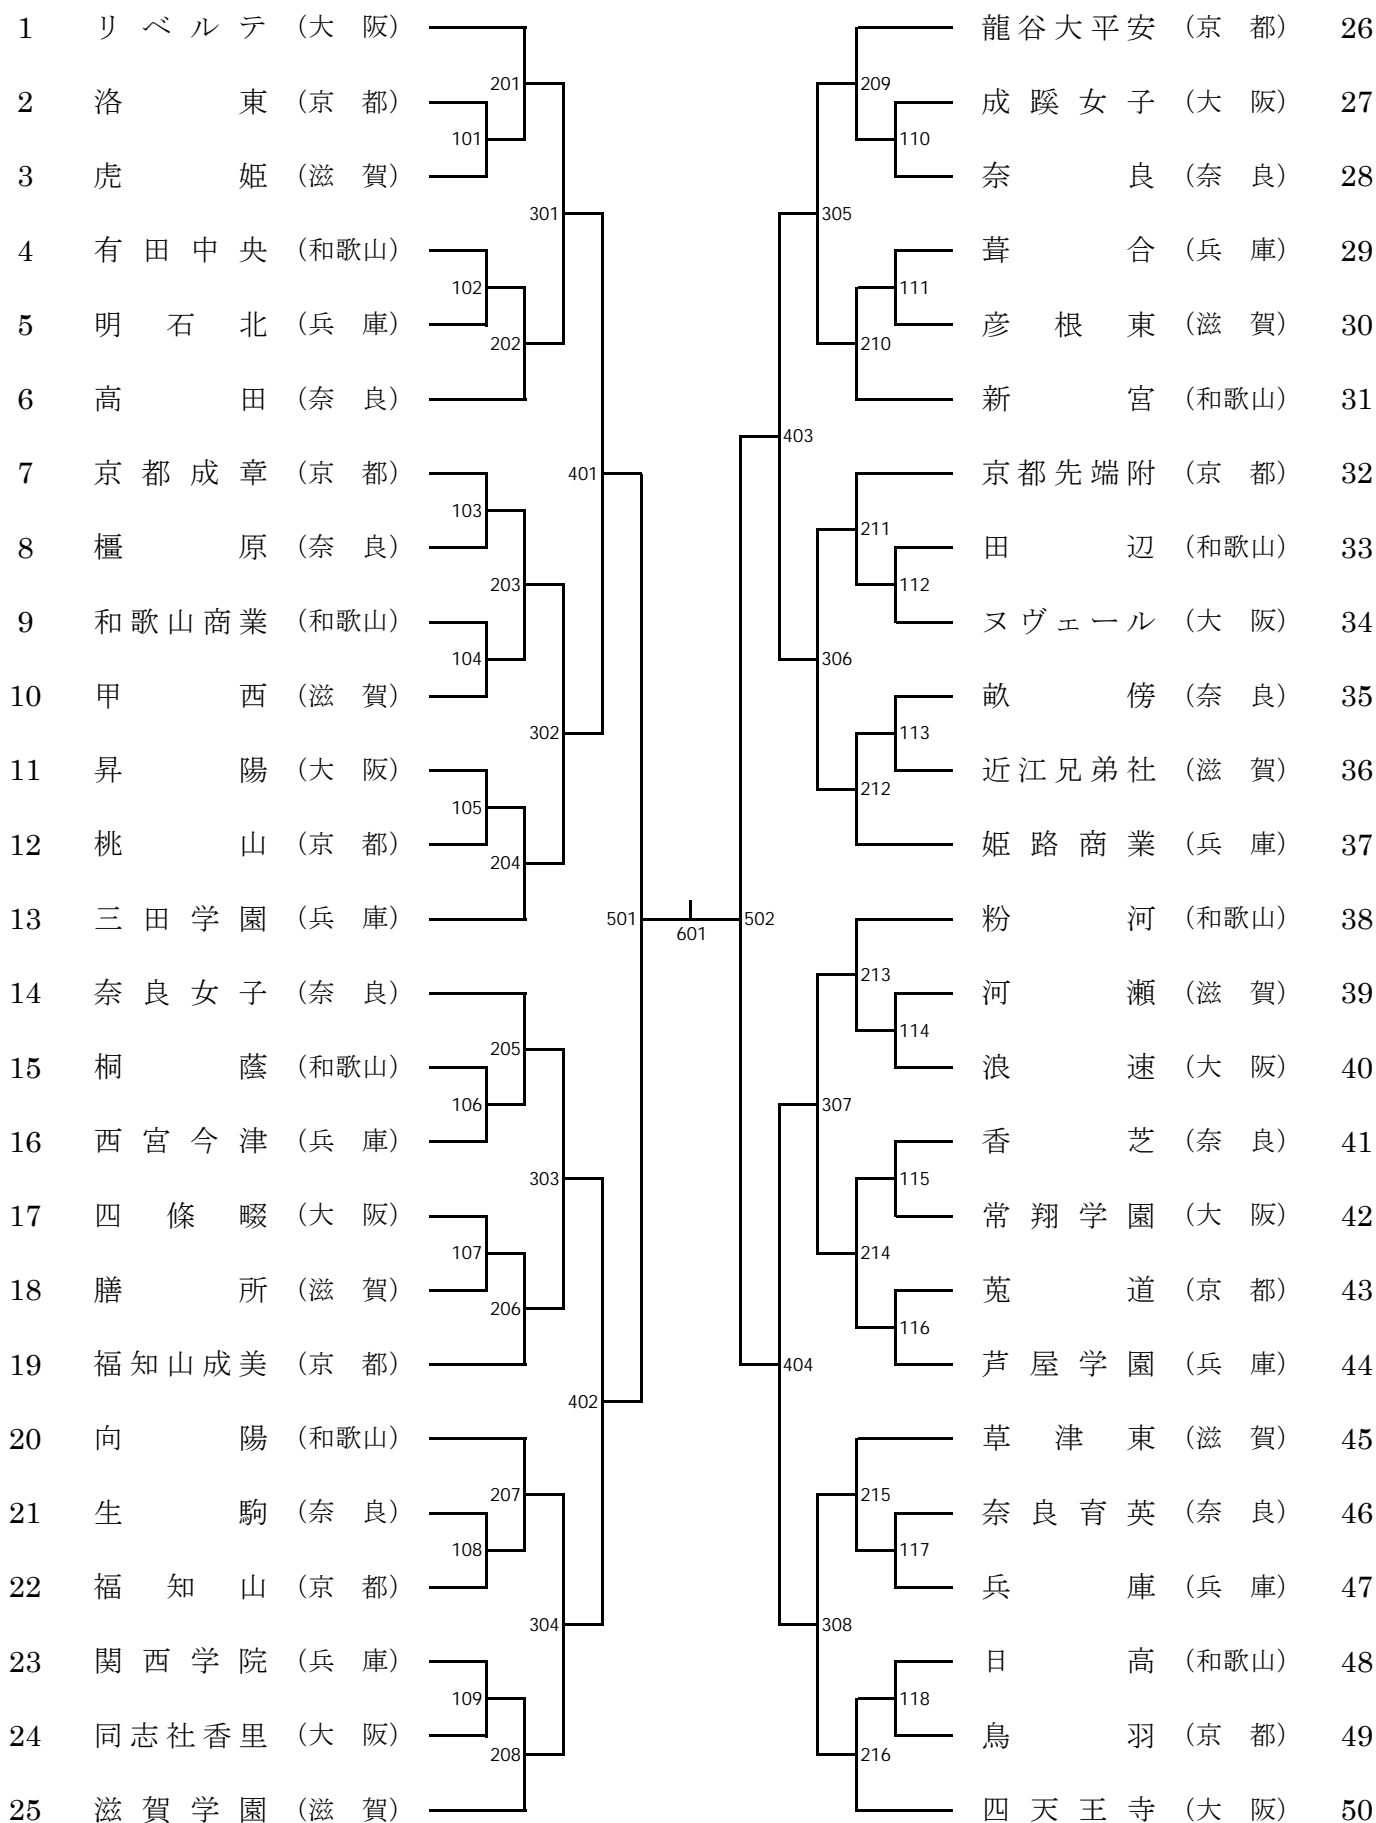 1 リベルテ (大阪)
2 洛東 (京都)
3 虎姫 (滋賀)
4 有田中央 (和歌山)
5 明石北 (兵庫)
6 高田 (奈良)
7 京都成章 (京都)
8 橿原 (奈良)
9 和歌山商業 (和歌山)
10 甲西 (滋賀)
11 昇陽 (大阪)
12 桃山 (京都)
13 三田学園 (兵庫)
14 奈良女子 (奈良)
15 桐蔭 (和歌山)
16 西宮今津 (兵庫)
17 四條畷 (大阪)
18 膳所 (滋賀)
19 福知山成美 (京都)
20 向陽 (和歌山)
21 生駒 (奈良)
22 福知山 (京都)
23 関西学院 (兵庫)
24 同志社香里 (大阪)
25 滋賀学園 (滋賀)
101
102
103
104
105
106
107
108
109
201
202
203
204
205
206
207
208
301
302
303
304
401
402
501
601
502
403
404
305
306
307
308
209
210
211
212
213
214
215
216
110
111
112
113
114
115
116
117
118
龍谷大平安 (京都) 26
成蹊女子 (大阪) 27
奈良 (奈良) 28
葺合 (兵庫) 29
彦根東 (滋賀) 30
新宮 (和歌山) 31
京都先端附 (京都) 32
田辺 (和歌山) 33
ヌヴェール (大阪) 34
畝傍 (奈良) 35
近江兄弟社 (滋賀) 36
姫路商業 (兵庫) 37
粉河 (和歌山) 38
河瀬 (滋賀) 39
浪速 (大阪) 40
香芝 (奈良) 41
常翔学園 (大阪) 42
莵道 (京都) 43
芦屋学園 (兵庫) 44
草津東 (滋賀) 45
奈良育英 (奈良) 46
兵庫 (兵庫) 47
日高 (和歌山) 48
鳥羽 (京都) 49
四天王寺 (大阪) 50